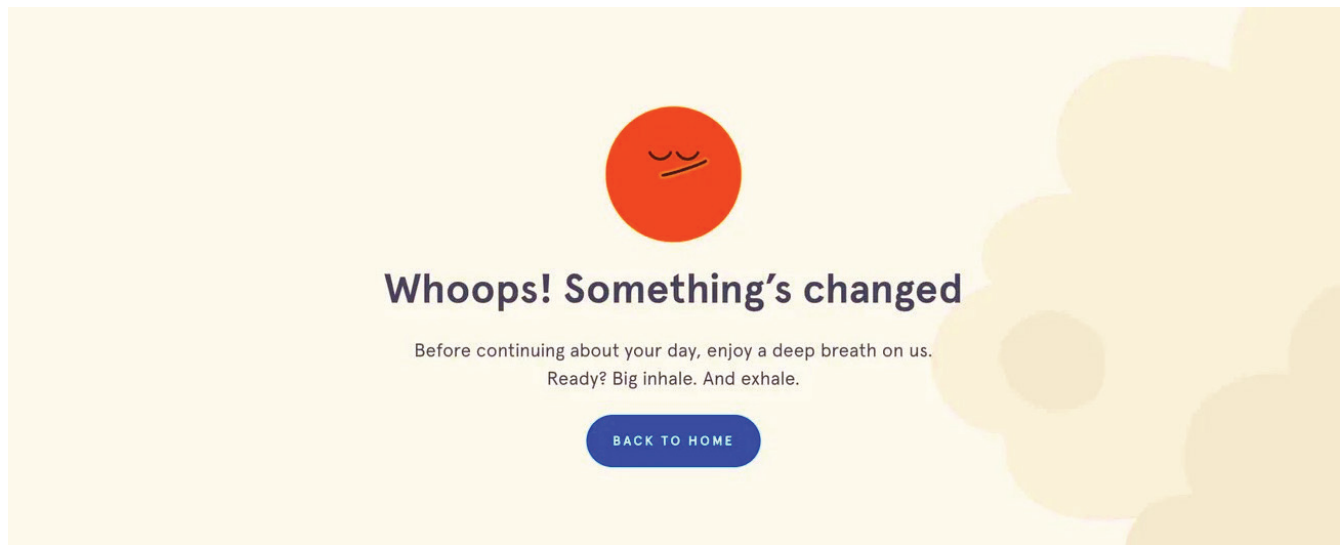 Whoops! Something’s changed
Before continuing about your day, enjoy a deep breath on us.
Ready? Big inhale. And exhale.
BACK TO HOME